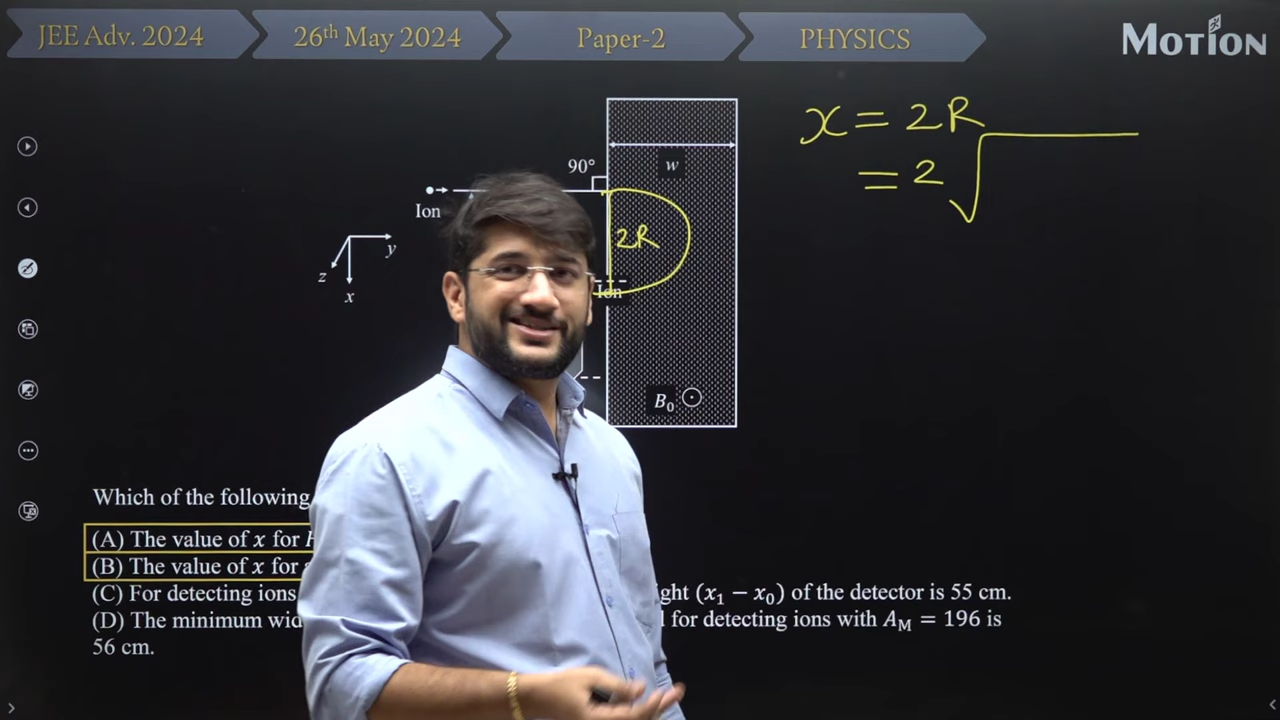 JEE Adv. 2024
26th May 2024
Paper-2
PHYSICS
MOTION
x = 2R
= 2√
90°
w
Ion
2R
y
z
x
Ion
B₀
Which of the following
(A) The value of x for
(B) The value of x for
(C) For detecting ions ght (x₁ − x₀) of the detector is 55 cm.
(D) The minimum wid for detecting ions with A_M = 196 is
56 cm.